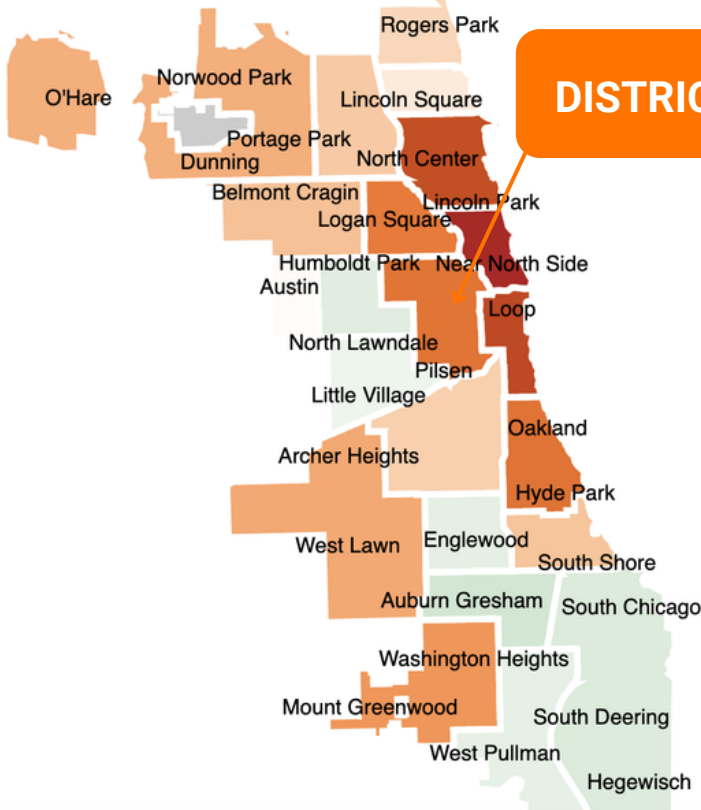 Rogers Park
DISTRIC
Norwood Park
O'Hare
Lincoln Square
Portage Park
North Center
Dunning
Belmont Cragin
Lincoln Park
Logan Square
Humboldt Park
Near North Side
Austin
Loop
North Lawndale
Pilsen
Little Village
Oakland
Archer Heights
Hyde Park
Englewood
West Lawn
South Shore
Auburn Gresham
South Chicago
Washington Heights
Mount Greenwood
South Deering
West Pullman
Hegewisch